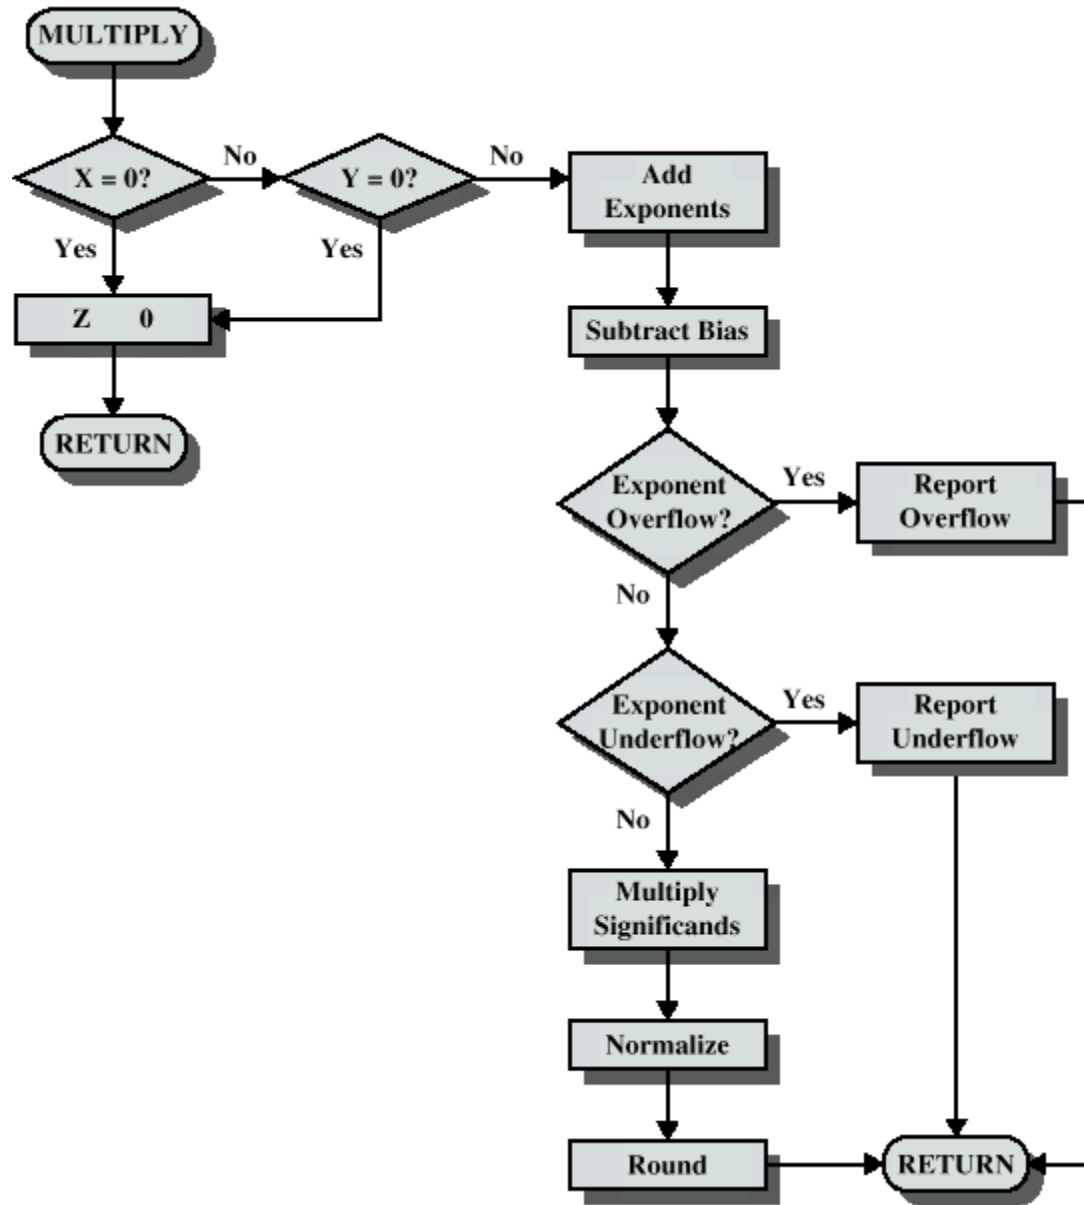 MULTIPLY
X = 0?
No
Y = 0?
No
Add
Exponents
Yes
Yes
Z 0
Subtract Bias
RETURN
Exponent
Overflow?
Yes
Report
Overflow
No
Exponent
Underflow?
Yes
Report
Underflow
No
Multiply
Significands
Normalize
Round
RETURN